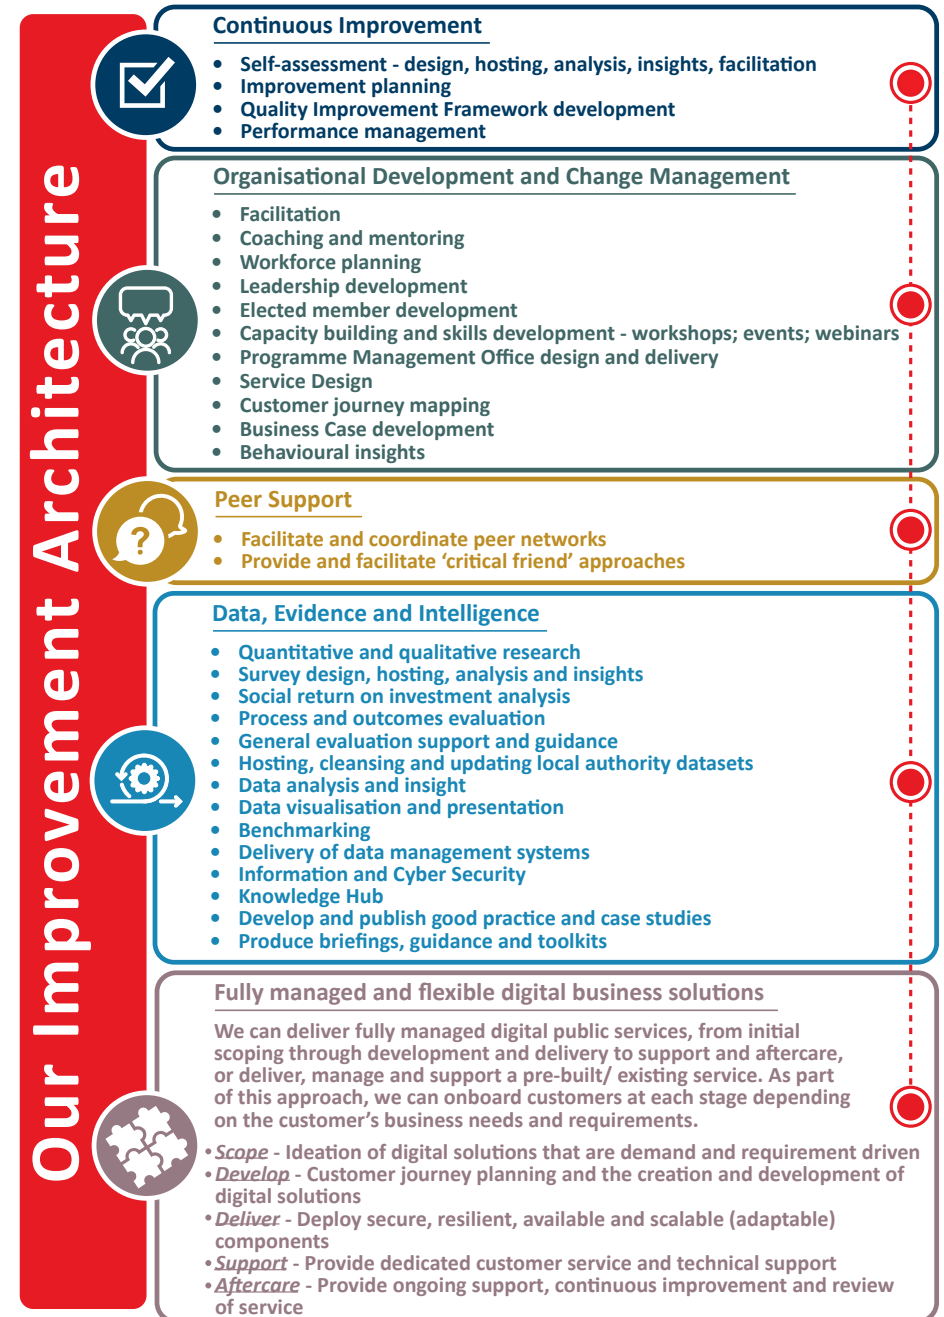 Our Improvement Architecture
Continuous Improvement
• Self-assessment - design, hosting, analysis, insights, facilitation
• Improvement planning
• Quality Improvement Framework development
• Performance management
Organisational Development and Change Management
• Facilitation
• Coaching and mentoring
• Workforce planning
• Leadership development
• Elected member development
• Capacity building and skills development - workshops; events; webinars
• Programme Management Office design and delivery
• Service Design
• Customer journey mapping
• Business Case development
• Behavioural insights
?
Peer Support
• Facilitate and coordinate peer networks
• Provide and facilitate ‘critical friend’ approaches
Data, Evidence and Intelligence
• Quantitative and qualitative research
• Survey design, hosting, analysis and insights
• Social return on investment analysis
• Process and outcomes evaluation
• General evaluation support and guidance
• Hosting, cleansing and updating local authority datasets
• Data analysis and insight
• Data visualisation and presentation
• Benchmarking
• Delivery of data management systems
• Information and Cyber Security
• Knowledge Hub
• Develop and publish good practice and case studies
• Produce briefings, guidance and toolkits
Fully managed and flexible digital business solutions
We can deliver fully managed digital public services, from initial
scoping through development and delivery to support and aftercare,
or deliver, manage and support a pre-built/ existing service. As part
of this approach, we can onboard customers at each stage depending
on the customer’s business needs and requirements.
• Scope - Ideation of digital solutions that are demand and requirement driven
• Develop - Customer journey planning and the creation and development of
digital solutions
• Deliver - Deploy secure, resilient, available and scalable (adaptable)
components
• Support - Provide dedicated customer service and technical support
• Aftercare - Provide ongoing support, continuous improvement and review
of service